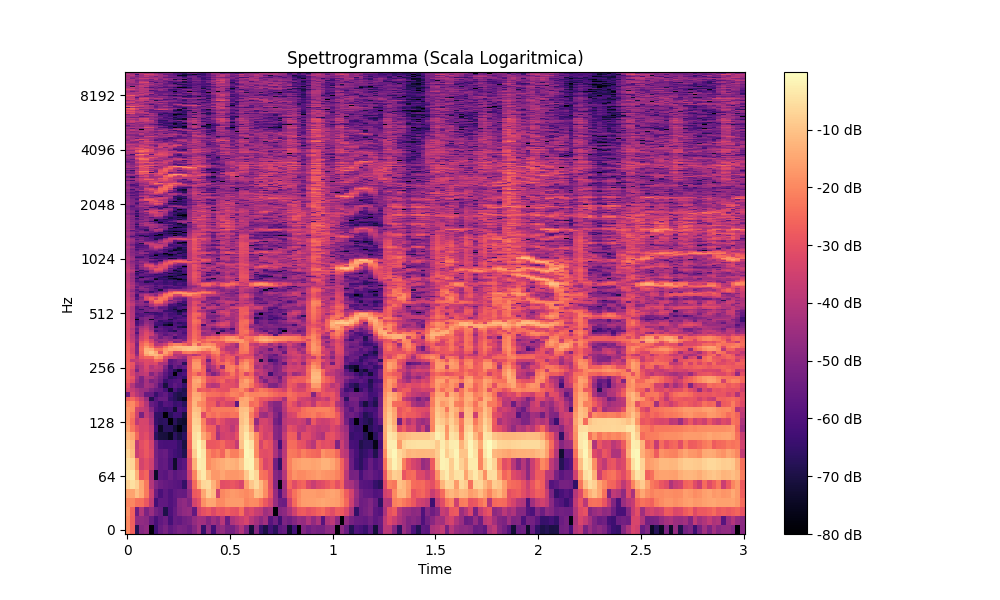 Spettrogramma (Scala Logaritmica)
8192
4096
2048
1024
512
256
128
64
0
Hz
0
0.5
1
1.5
2
2.5
3
Time
-10 dB
-20 dB
-30 dB
-40 dB
-50 dB
-60 dB
-70 dB
-80 dB